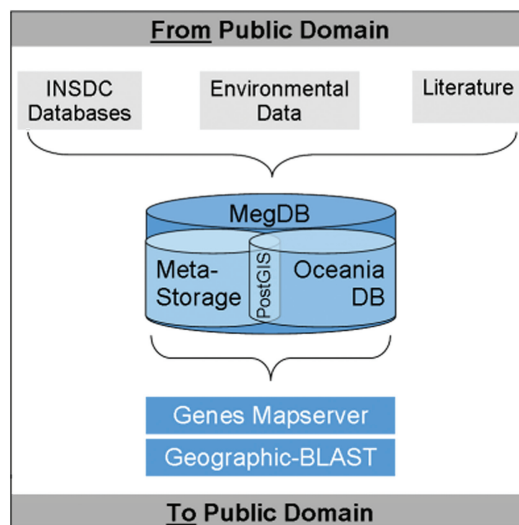 From Public Domain
INSDC
Databases
Environmental
Data
Literature
MegDB
Meta-
Storage
PostGIS
Oceania
DB
Genes Mapserver
Geographic-BLAST
To Public Domain